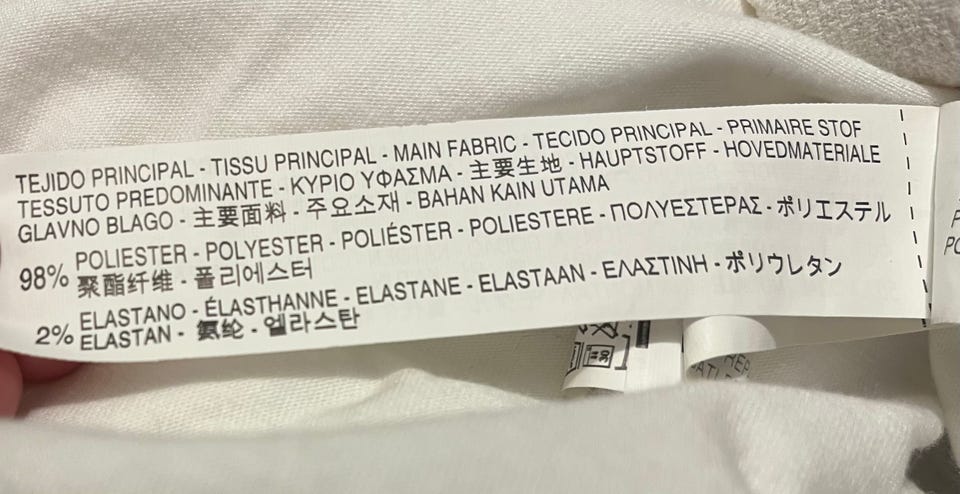 TEJIDO PRINCIPAL - TISSU PRINCIPAL - MAIN FABRIC - TECIDO PRINCIPAL - PRIMAIRE STOF
TESSUTO PREDOMINANTE - ΚΥΡΙΟ ΥΦΑΣΜΑ - 主要生地 - HAUPTSTOFF - HOVEDMATERIALE
GLAVNO BLAGO - 主要面料 - 주요소재 - BAHAN KAIN UTAMA
98% POLIESTER - POLYESTER - POLIÉSTER - POLIESTERE - ΠΟΛΥΕΣΤΕΡΑΣ - ポリエステル
聚酯纤维 - 폴리에스터
2% ELASTANO - ÉLASTHANNE - ELASTANE - ELASTAAN - ΕΛΑΣΤΙΝΗ - ポリウレタン
ELASTAN - 氨纶 - 엘라스탄
30